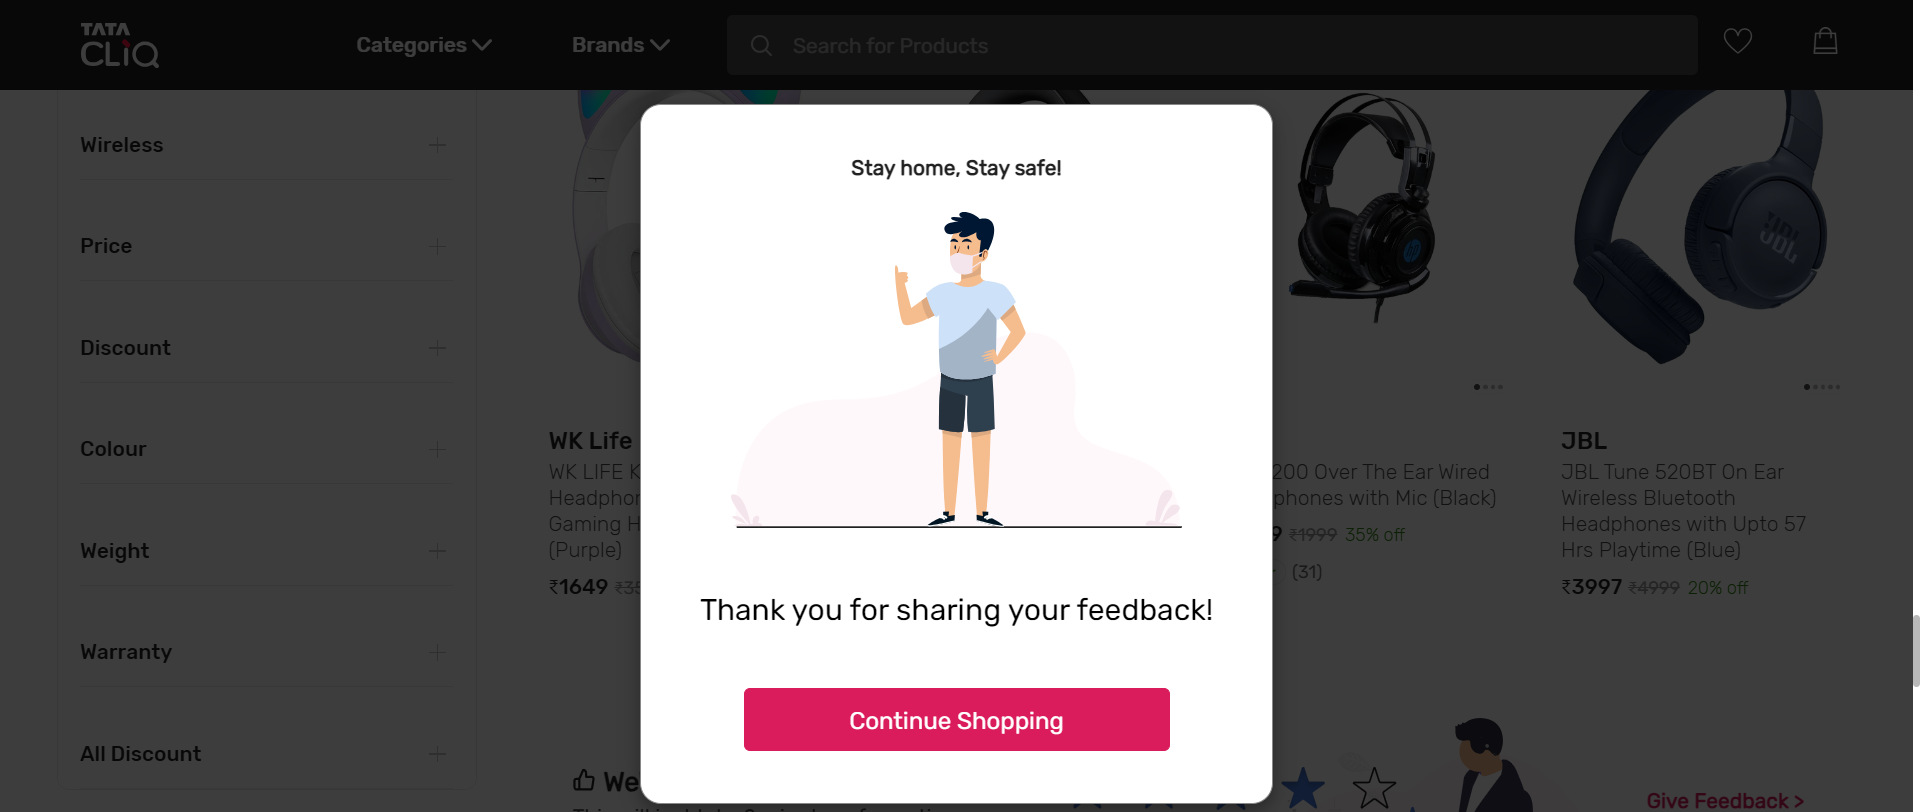 TATA
CLiQ
Categories
Brands
Search for Products
Wireless
Price
Discount
Colour
Weight
Warranty
All Discount
Stay home, Stay safe!
Thank you for sharing your feedback!
Continue Shopping
WK Life
WK LIFE
Gaming
(Purple)
₹1649
200 Over The Ear Wired
phones with Mic (Black)
₹1999 35% off
(31)
JBL
JBL
JBL Tune 520BT On Ear
Wireless Bluetooth
Headphones with Upto 57
Hrs Playtime (Blue)
₹3997 ₹4999 20% off
We
Give Feedback >